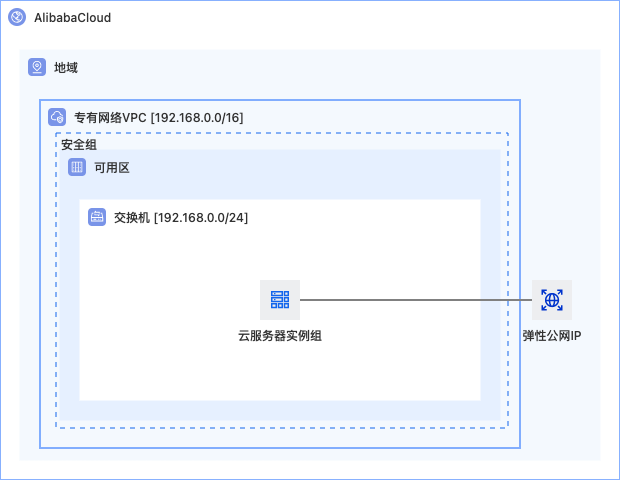 AlibabaCloud
地域
专有网络VPC [192.168.0.0/16]
安全组
可用区
交换机 [192.168.0.0/24]
云服务器实例组
弹性公网IP